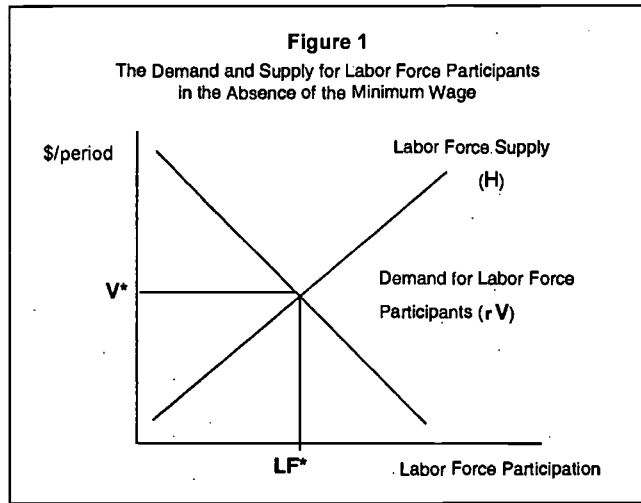 Figure 1
The Demand and Supply for Labor Force Participants
in the Absence of the Minimum Wage
$/period
Labor Force Supply
(H)
V*
Demand for Labor Force
Participants (r V)
LF*
Labor Force Participation